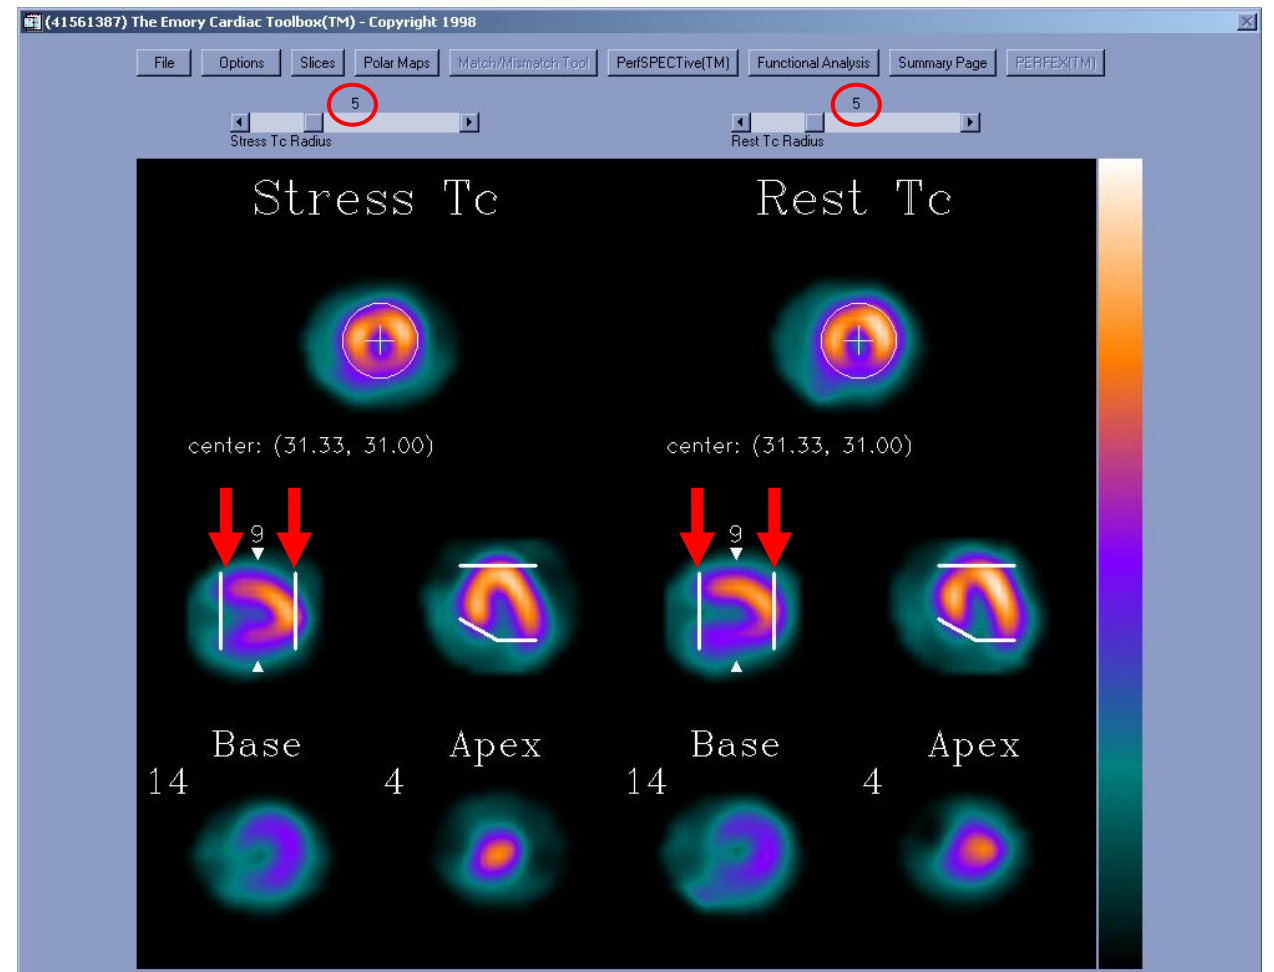 (41561387) The Emory Cardiac Toolbox(TM) - Copyright 1998
File Options Slices Polar Maps Match/Mismatch Tool PerfSPECTive(TM) Functional Analysis Summary Page PERFEX(TM)
5 5
Stress Tc Radius Rest Tc Radius
Stress Tc Rest Tc
center: (31.33, 31.00) center: (31.33, 31.00)
9 9
Base Apex Base Apex
14 4 14 4